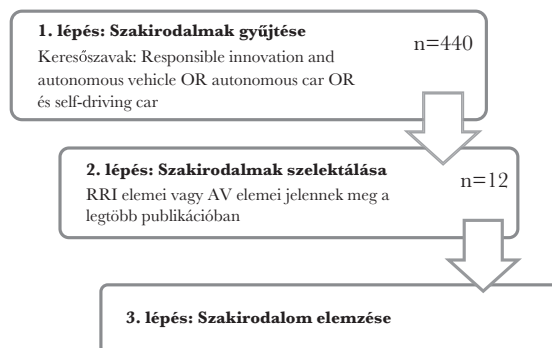 1. lépés: Szakirodalmak gyűjtése
n=440
Keresőszavak: Responsible innovation and
autonomous vehicle OR autonomous car OR
és self-driving car
2. lépés: Szakirodalmak szelektálása
n=12
RRI elemei vagy AV elemei jelennek meg a
legtöbb publikációban
3. lépés: Szakirodalom elemzése